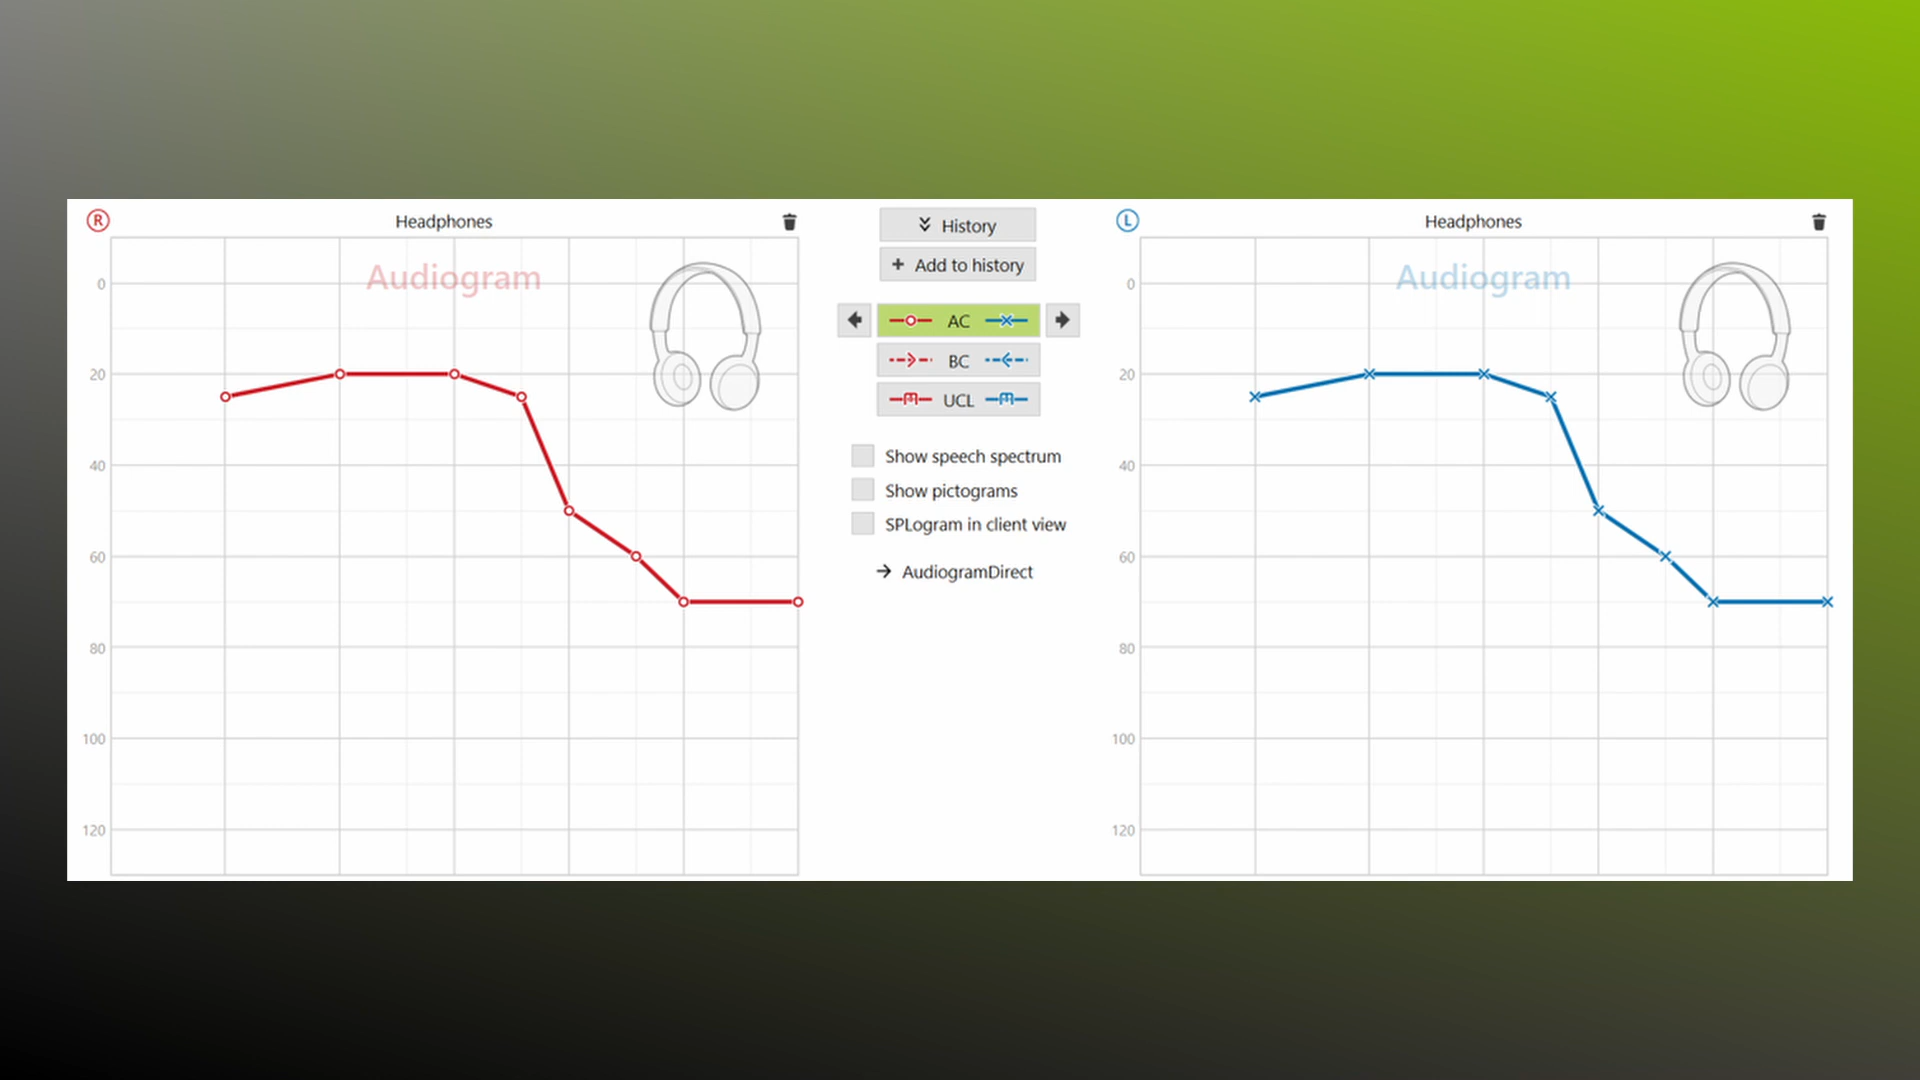 R
Headphones
Audiogram
0
20
40
60
80
100
120
History
+ Add to history
AC
BC
UCL
Show speech spectrum
Show pictograms
SPLogram in client view
→ AudiogramDirect
L
Headphones
Audiogram
0
20
40
60
80
100
120